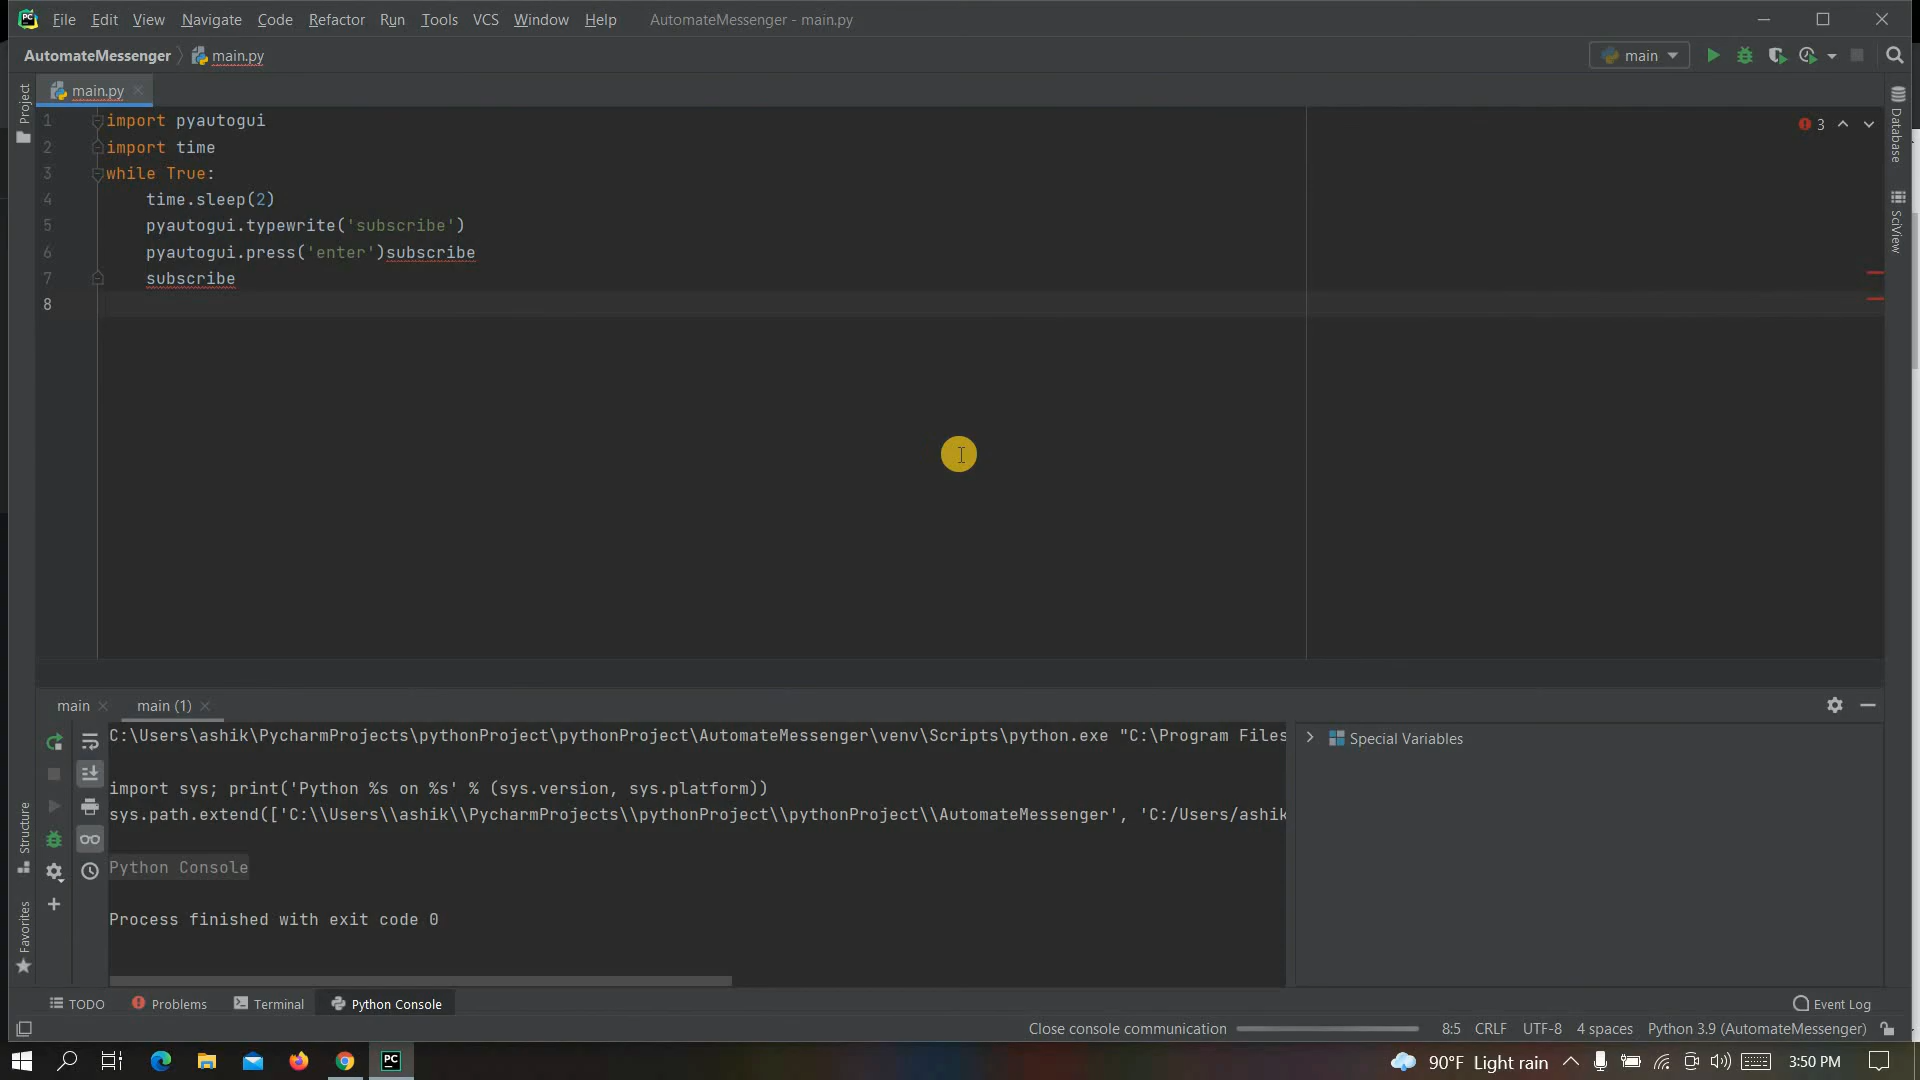 File Edit View Navigate Code Refactor Run Tools VCS Window Help AutomateMessenger - main.py
AutomateMessenger main.py main
main.py
Project
Database
SciView
1 import pyautogui
2 import time
3 while True:
4 time.sleep(2)
5 pyautogui.typewrite('subscribe')
6 pyautogui.press('enter')subscribe
7 subscribe
8
3
main main (1)
C:\Users\ashik\PycharmProjects\pythonProject\pythonProject\AutomateMessenger\venv\Scripts\python.exe "C:\Program Files
import sys; print('Python %s on %s' % (sys.version, sys.platform))
sys.path.extend(['C:\\Users\\ashik\\PycharmProjects\\pythonProject\\pythonProject\\AutomateMessenger', 'C:/Users/ashik
Python Console
Process finished with exit code 0
Special Variables
Structure
Favorites
TODO Problems Terminal Python Console Event Log
Close console communication 8:5 CRLF UTF-8 4 spaces Python 3.9 (AutomateMessenger)
PC 90°F Light rain 3:50 PM